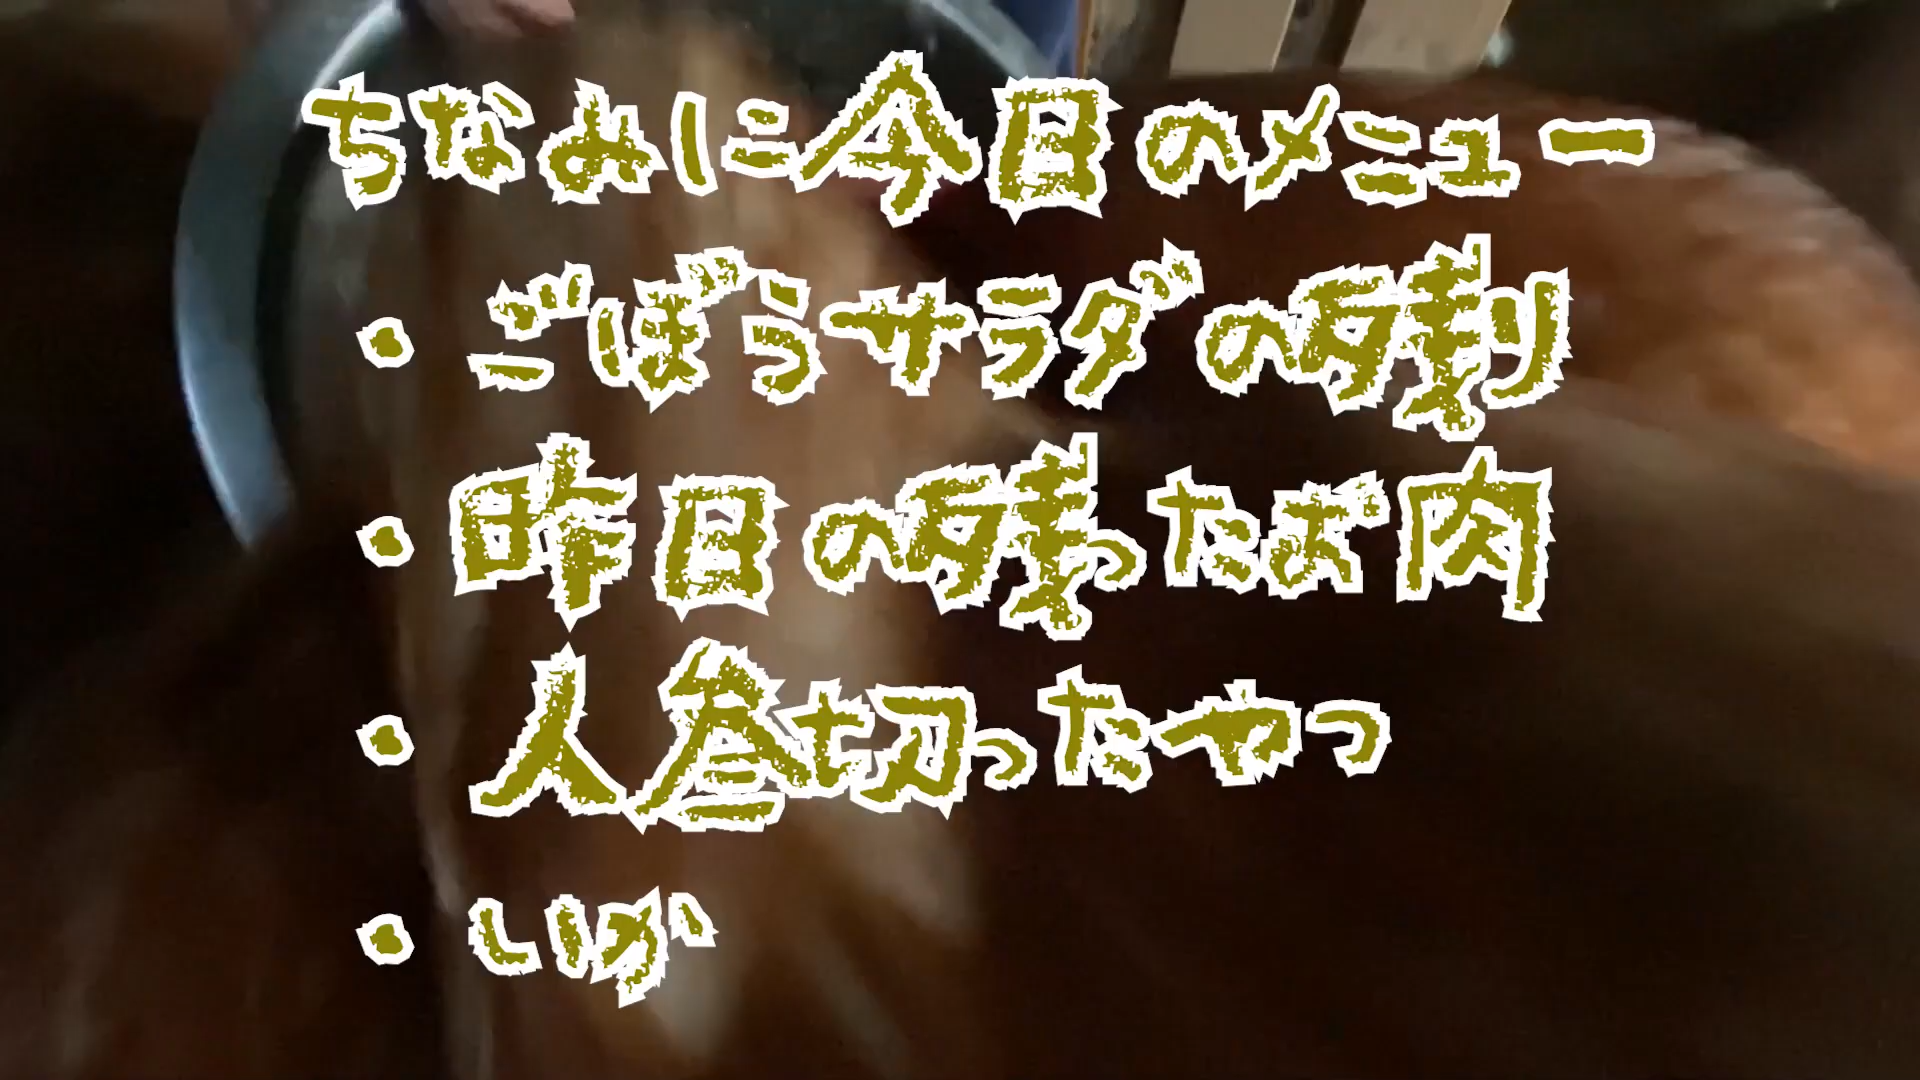 ちなみに今日のメニュー
・ごぼうサラダの残り
・昨日の残ったお肉
・人参切ったやつ
・いか